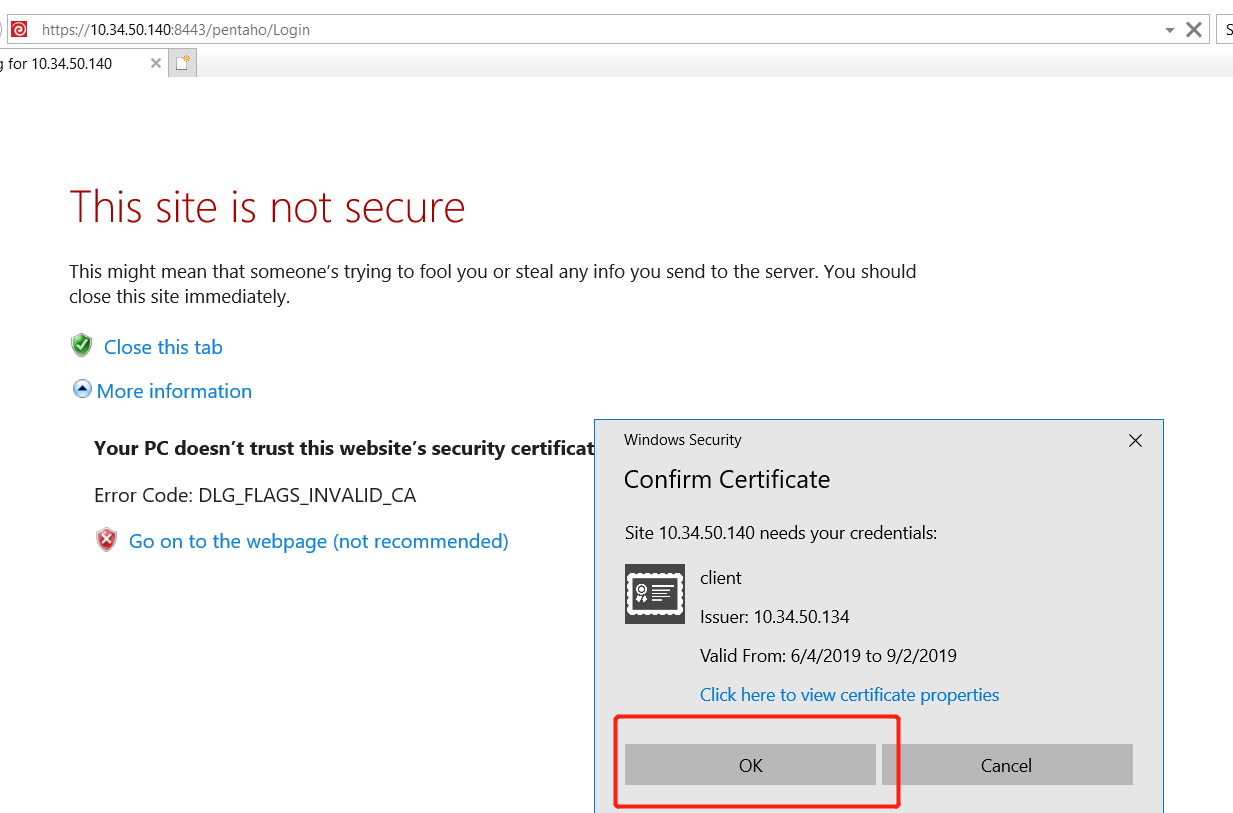 https://10.34.50.140:8443/pentaho/Login
S
g for 10.34.50.140
This site is not secure
This might mean that someone's trying to fool you or steal any info you send to the server. You should
close this site immediately.
Close this tab
More information
Your PC doesn't trust this website's security certificat
Error Code: DLG_FLAGS_INVALID_CA
Go on to the webpage (not recommended)
Windows Security
Confirm Certificate
Site 10.34.50.140 needs your credentials:
client
Issuer: 10.34.50.134
Valid From: 6/4/2019 to 9/2/2019
Click here to view certificate properties
OK
Cancel